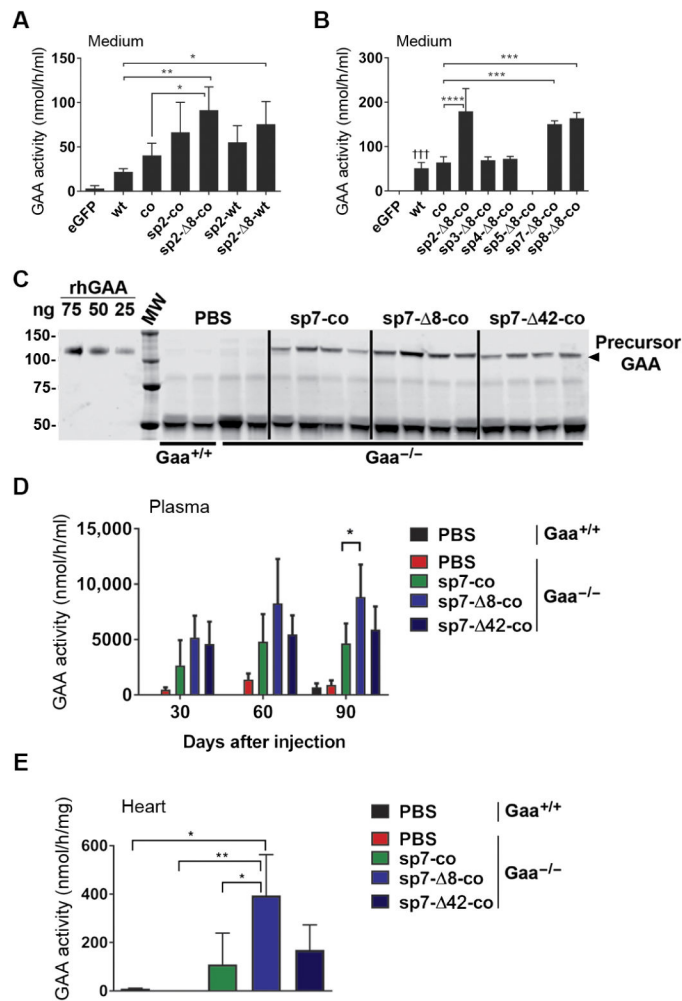 A
Medium
GAA activity (nmol/h/ml)
150
100
50
0
*
**
*
eGFP
wt
co
sp2-co
sp2-Δ8-co
sp2-wt
sp2-Δ8-wt
B
Medium
GAA activity (nmol/h/ml)
300
200
100
0
***
***
****
†††
eGFP
wt
co
sp2-Δ8-co
sp3-Δ8-co
sp4-Δ8-co
sp5-Δ8-co
sp7-Δ8-co
sp8-Δ8-co
C
rhGAA
ng 75 50 25
MW
PBS
sp7-co
sp7-Δ8-co
sp7-Δ42-co
150-
100-
75-
50-
Precursor
GAA
Gaa+/+
Gaa−/−
D
Plasma
GAA activity (nmol/h/ml)
15,000
10,000
5000
0
*
30
60
90
Days after injection
PBS
Gaa+/+
PBS
sp7-co
sp7-Δ8-co
sp7-Δ42-co
Gaa−/−
E
Heart
GAA activity (nmol/h/mg)
600
400
200
0
*
**
*
PBS
Gaa+/+
PBS
sp7-co
sp7-Δ8-co
sp7-Δ42-co
Gaa−/−